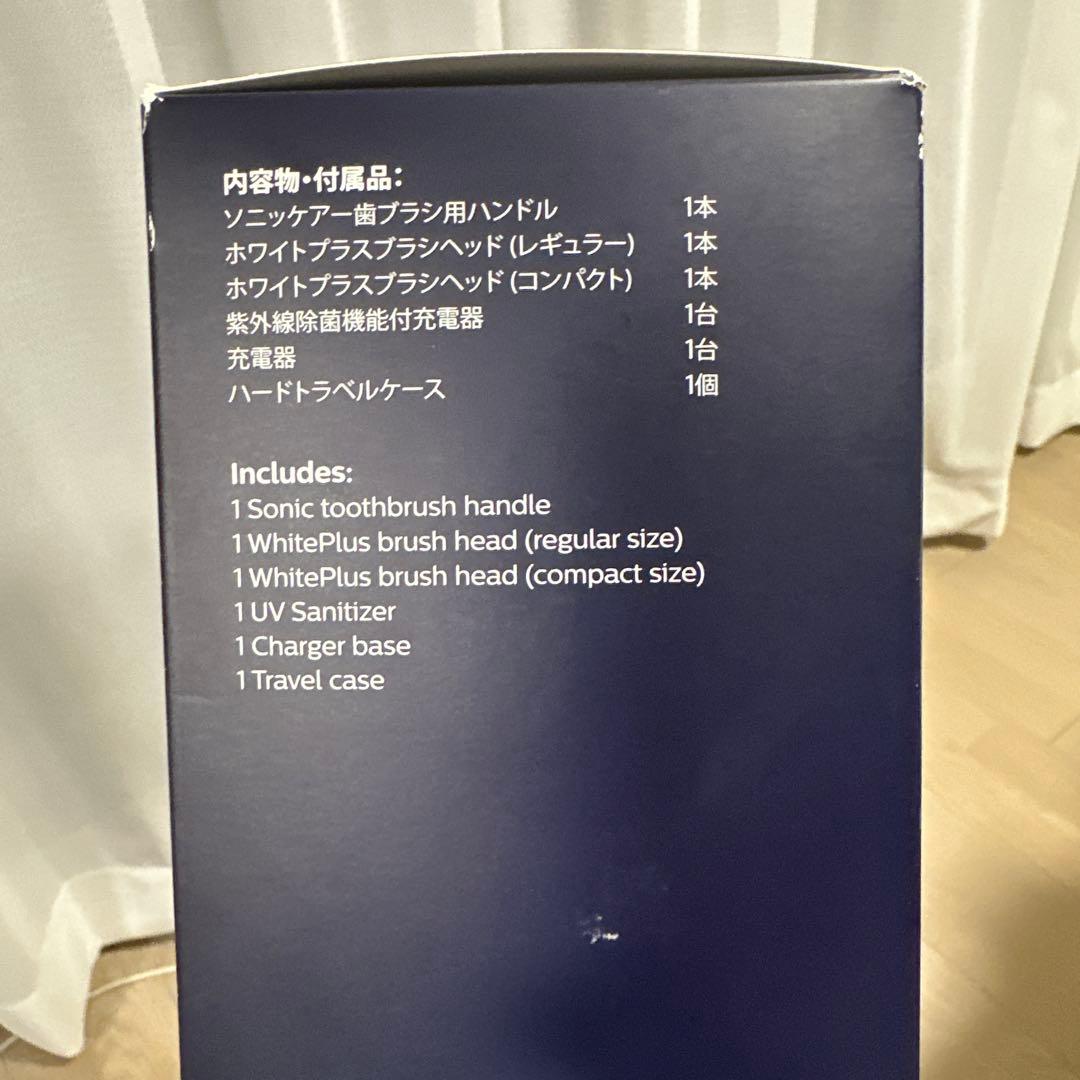 内容物・付属品:
ソニッケアー歯ブラシ用ハンドル 1本
ホワイトプラスブラシヘッド (レギュラー) 1本
ホワイトプラスブラシヘッド (コンパクト) 1本
紫外線除菌機能付充電器 1台
充電器 1台
ハードトラベルケース 1個
Includes:
1 Sonic toothbrush handle
1 WhitePlus brush head (regular size)
1 WhitePlus brush head (compact size)
1 UV Sanitizer
1 Charger base
1 Travel case